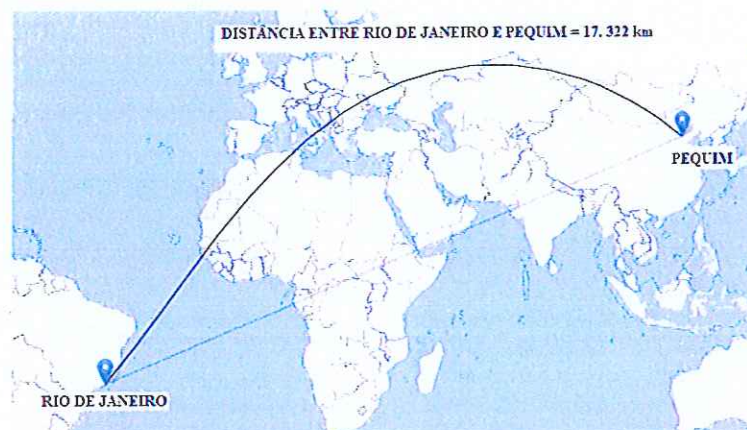 DISTÂNCIA ENTRE RIO DE JANEIRO E PEQUIM = 17. 322 km
PEQUIM
RIO DE JANEIRO